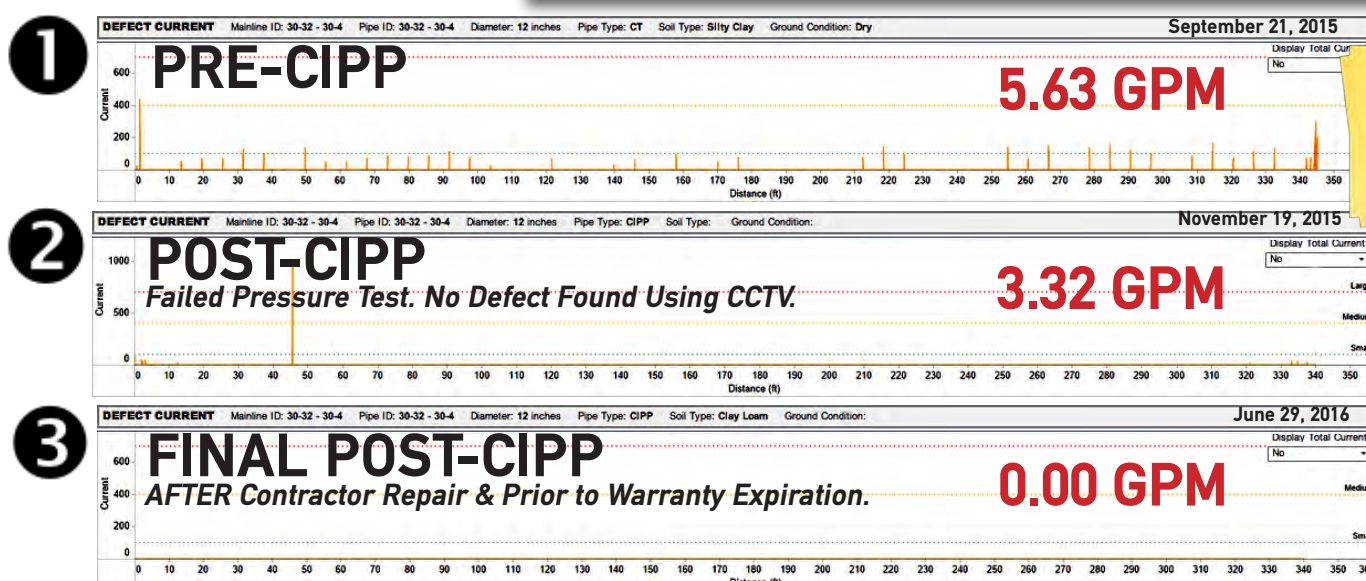 1
DEFECT CURRENT Mainline ID: 30-32 - 30-4 Pipe ID: 30-32 - 30-4 Diameter: 12 inches Pipe Type: CT Soil Type: Silty Clay Ground Condition: Dry September 21, 2015
PRE-CIPP
5.63 GPM
Display Total Cur
No
Current
600
400
200
0
0 10 20 30 40 50 60 70 80 90 100 110 120 130 140 150 160 170 180 190 200 210 220 230 240 250 260 270 280 290 300 310 320 330 340 350
Distance (ft)
2
DEFECT CURRENT Mainline ID: 30-32 - 30-4 Pipe ID: 30-32 - 30-4 Diameter: 12 inches Pipe Type: CIPP Soil Type: Ground Condition: November 19, 2015
POST-CIPP
Failed Pressure Test. No Defect Found Using CCTV.
3.32 GPM
Display Total Current
No
Larg
Mediu
Sma
Current
1000
500
0
0 10 20 30 40 50 60 70 80 90 100 110 120 130 140 150 160 170 180 190 200 210 220 230 240 250 260 270 280 290 300 310 320 330 340 350
Distance (ft)
3
DEFECT CURRENT Mainline ID: 30-32 - 30-4 Pipe ID: 30-32 - 30-4 Diameter: 12 inches Pipe Type: CIPP Soil Type: Clay Loam Ground Condition: June 29, 2016
FINAL POST-CIPP
AFTER Contractor Repair & Prior to Warranty Expiration.
0.00 GPM
Display Total Current
No
Mediu
Sma
Current
600
400
200
0
0 10 20 30 40 50 60 70 80 90 100 110 120 130 140 150 160 170 180 190 200 210 220 230 240 250 260 270 280 290 300 310 320 330 340 350
Distance (ft)